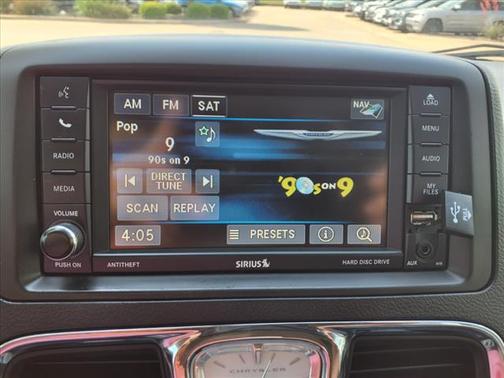 AM FM SAT
NAV
LOAD
Pop
9
90s on 9
DIRECT
TUNE
SCAN REPLAY
4:05
PRESETS
'90s ON 9
RADIO
MEDIA
VOLUME
PUSH ON
MENU
AUDIO
MY
FILES
AUX
ANTITHEFT
SIRIUS
HARD DISC DRIVE
CHRYSLER